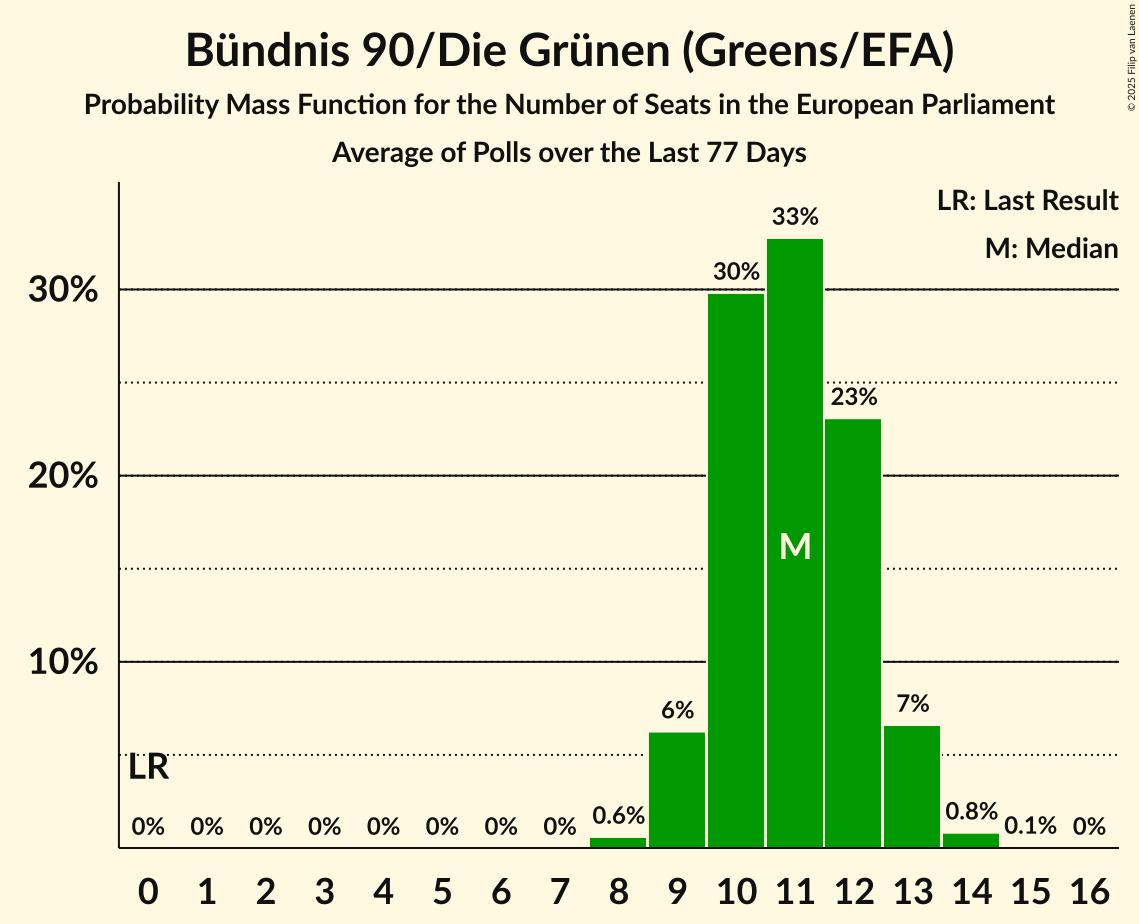 Bündnis 90/Die Grünen (Greens/EFA)
Probability Mass Function for the Number of Seats in the European Parliament
Average of Polls over the Last 77 Days
© 2025 Filip van Laenen
LR: Last Result
M: Median
33%
30%
30%
23%
20%
M
10%
7%
6%
LR
0% 0% 0% 0% 0% 0% 0% 0% 0.6% 0.8% 0.1% 0%
0 1 2 3 4 5 6 7 8 9 10 11 12 13 14 15 16